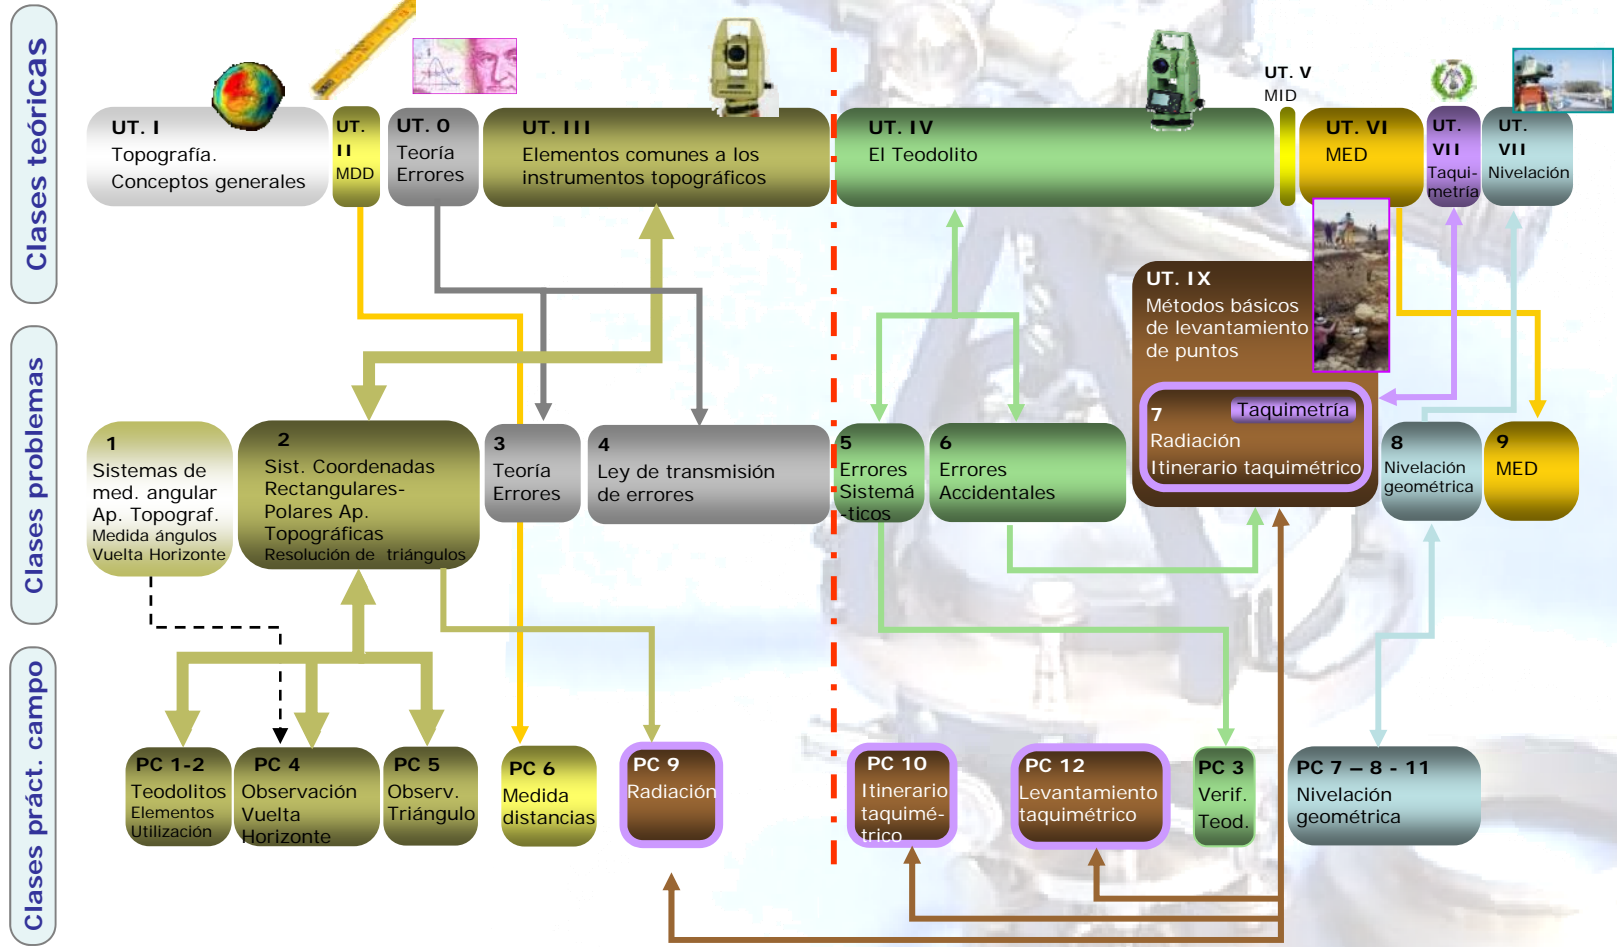 Clases teóricas
UT. I
Topografía.
Conceptos generales
UT.
II
MDD
UT. 0
Teoría
Errores
UT. III
Elementos comunes a los
instrumentos topográficos
UT. IV
El Teodolito
UT. V
MID
UT. VI
MED
UT.
VII
Taqui-
metría
UT.
VII
Nivelación
UT. IX
Métodos básicos
de levantamiento
de puntos
Clases problemas
1
Sistemas de
med. angular
Ap. Topograf.
Medida ángulos
Vuelta Horizonte
2
Sist. Coordenadas
Rectangulares-
Polares Ap.
Topográficas
Resolución de triángulos
3
Teoría
Errores
4
Ley de transmisión
de errores
5
Errores
Sistemá
-ticos
6
Errores
Accidentales
7
Taquimetría
Radiación
Itinerario taquimétrico
8
Nivelación
geométrica
9
MED
Clases práct. campo
PC 1-2
Teodolitos
Elementos
Utilización
PC 4
Observación
Vuelta
Horizonte
PC 5
Observ.
Triángulo
PC 6
Medida
distancias
PC 9
Radiación
PC 10
Itinerario
taquimé-
trico
PC 12
Levantamiento
taquimétrico
PC 3
Verif.
Teod.
PC 7 – 8 - 11
Nivelación
geométrica